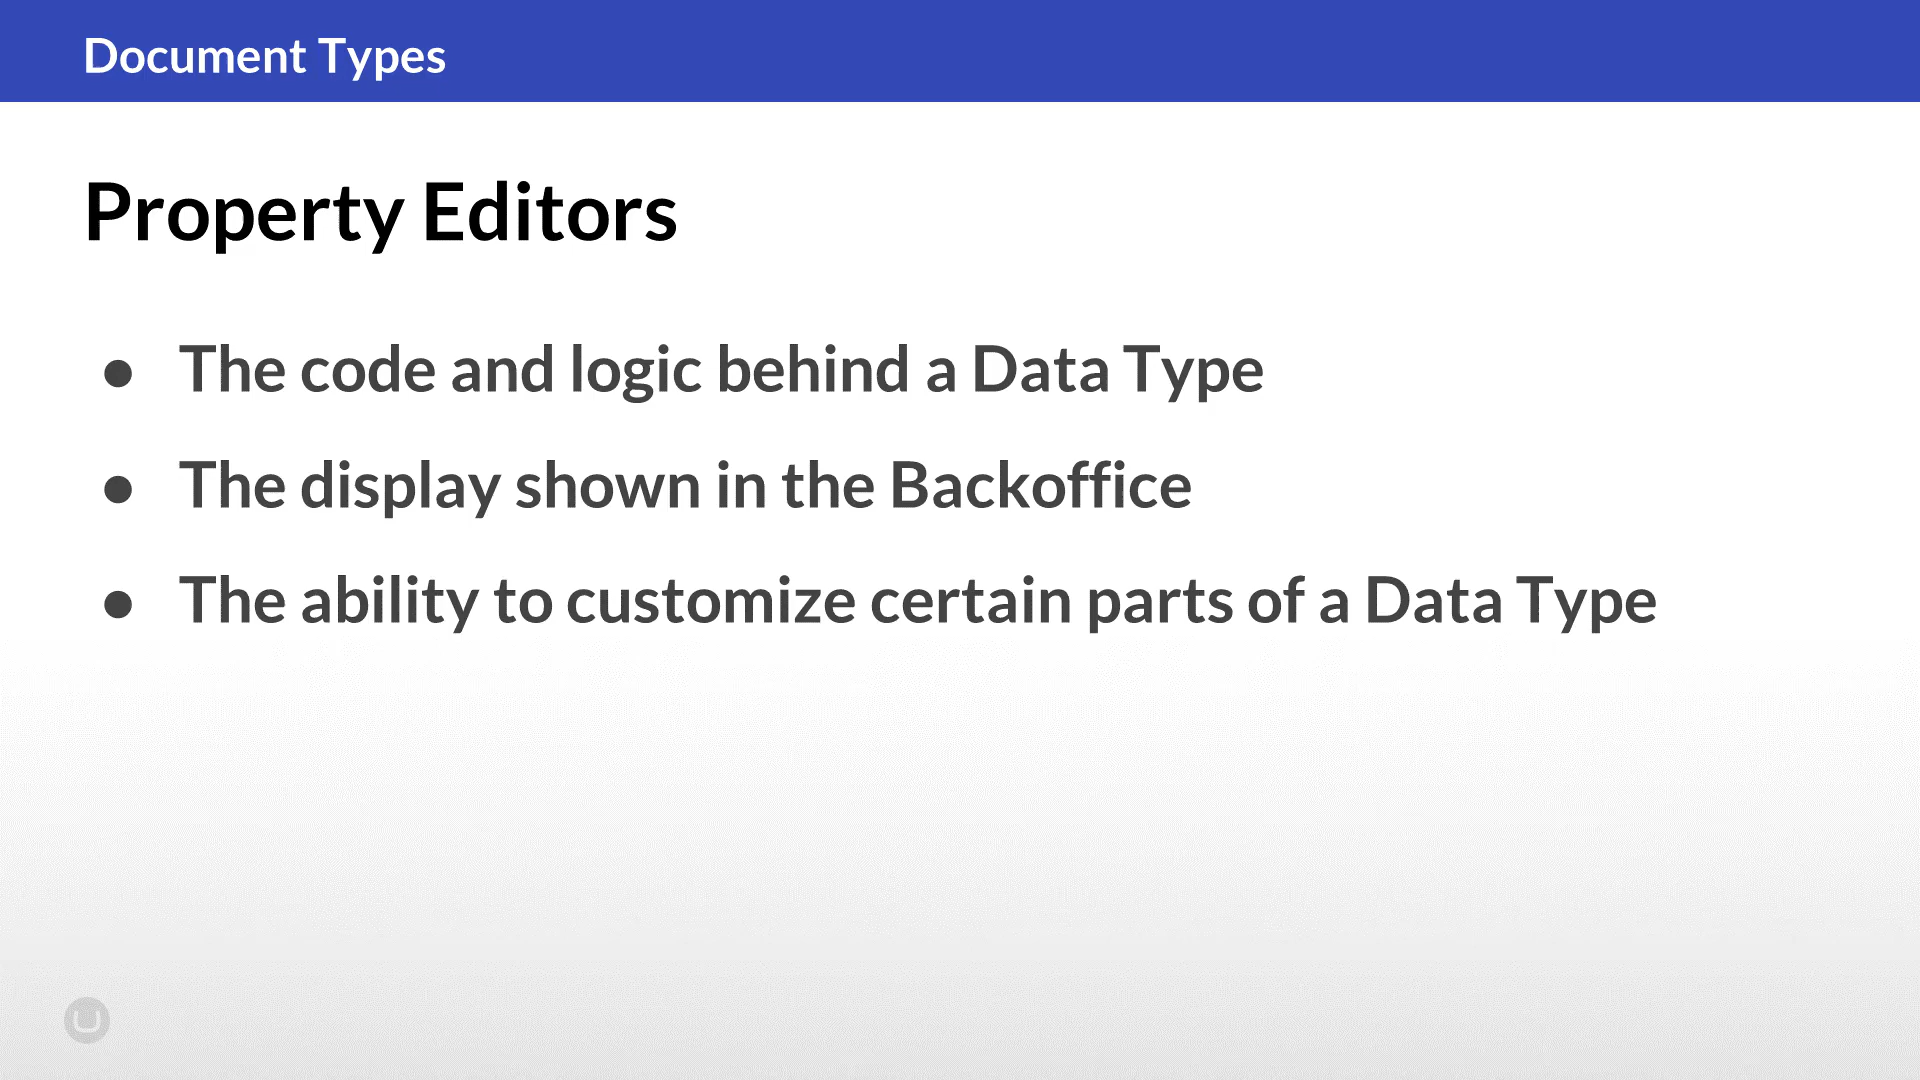 Document Types
Property Editors
● The code and logic behind a Data Type
● The display shown in the Backoffice
● The ability to customize certain parts of a Data Type